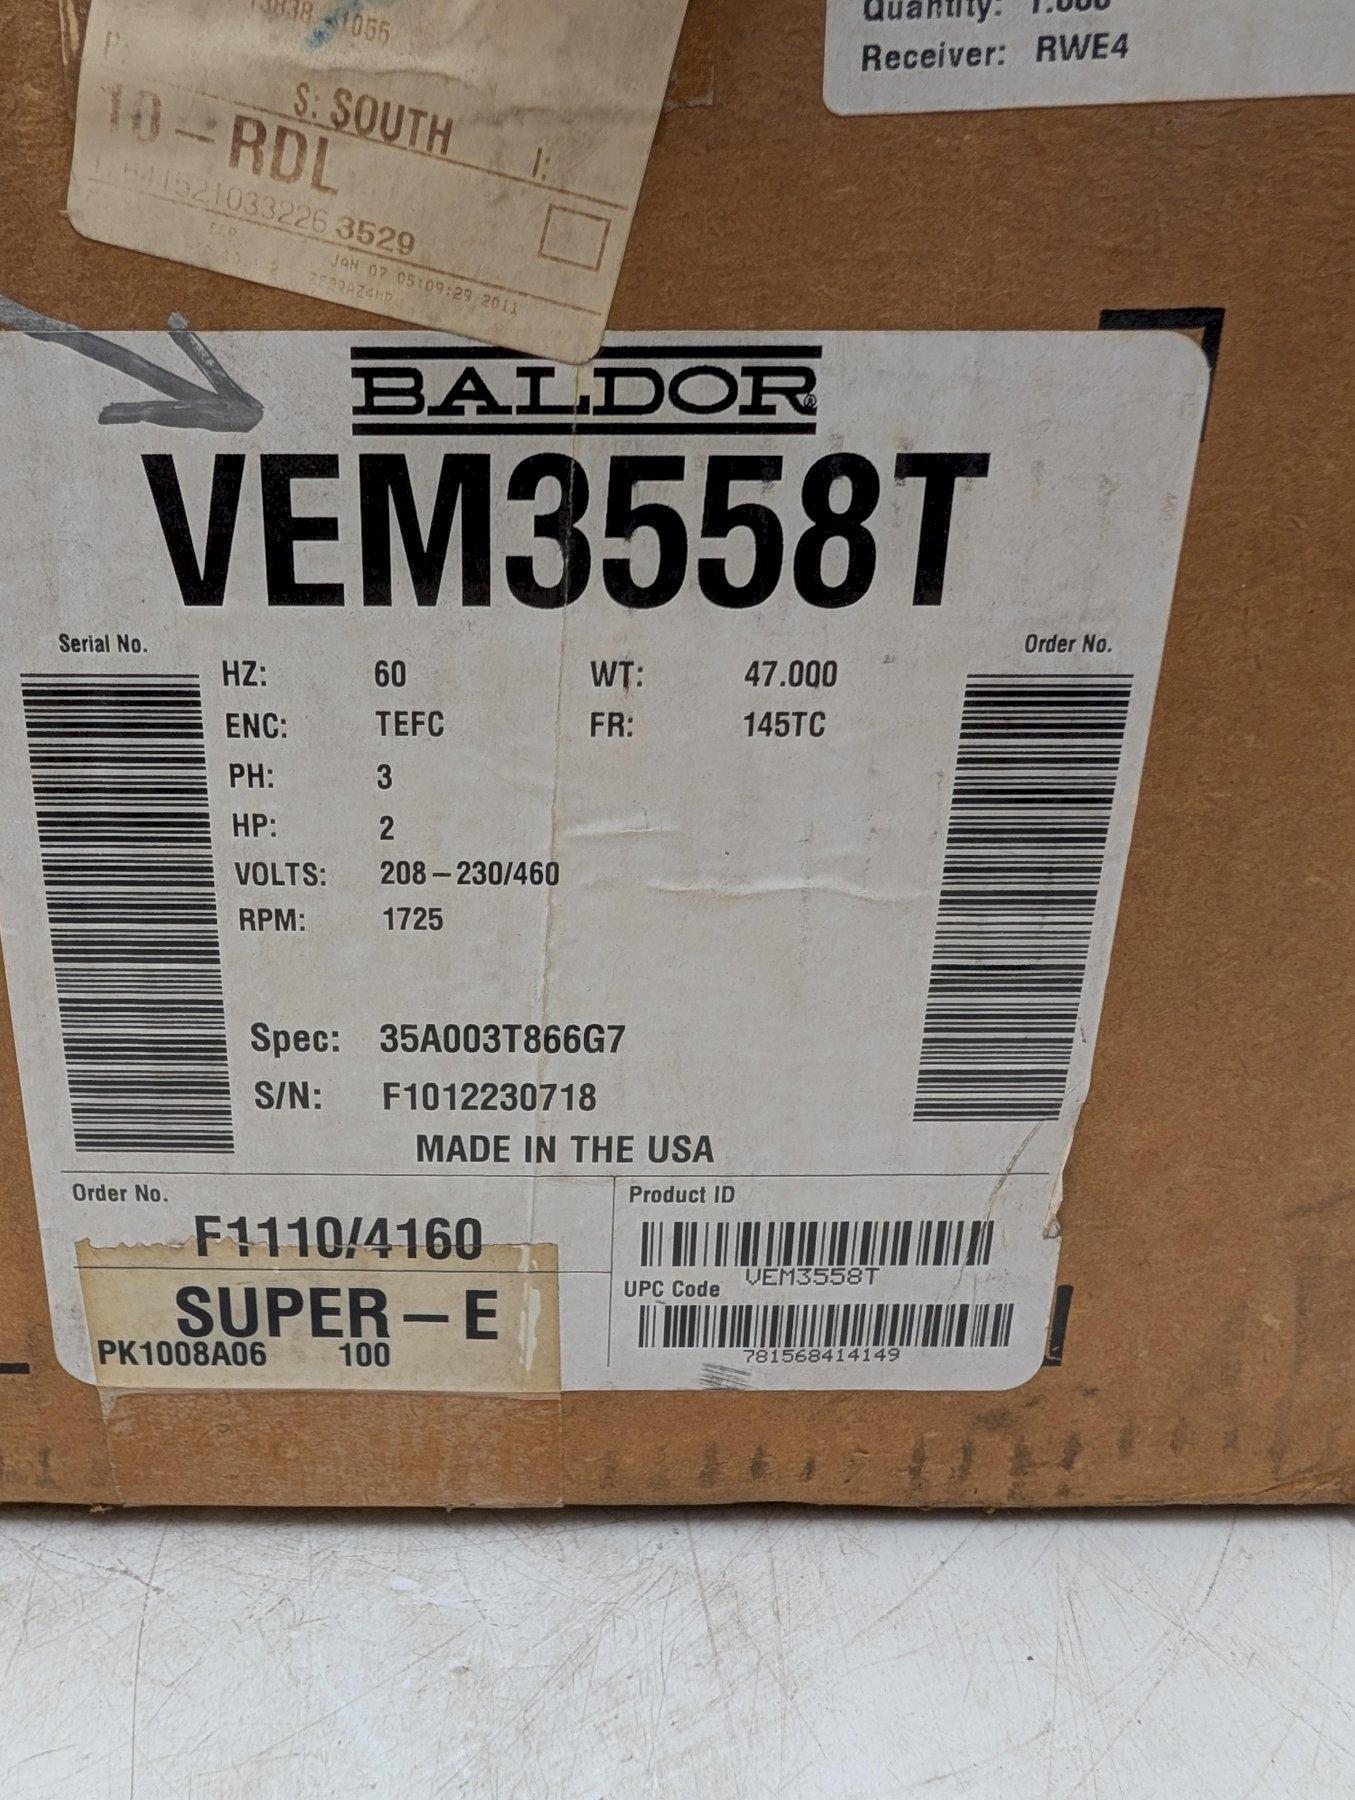 Quantity: 1.000
Receiver: RWE4
1055
S: SOUTH
10-RDL
I:
1521033226 3529
JAN 07 05:09:29 2011
BALDOR®
VEM3558T
Serial No.
Order No.
HZ: 60 WT: 47.000
ENC: TEFC FR: 145TC
PH: 3
HP: 2
VOLTS: 208-230/460
RPM: 1725
Spec: 35A003T866G7
S/N: F1012230718
MADE IN THE USA
Order No.
F1110/4160
SUPER-E
PK1008A06 100
Product ID
VEM3558T
UPC Code
781568414149